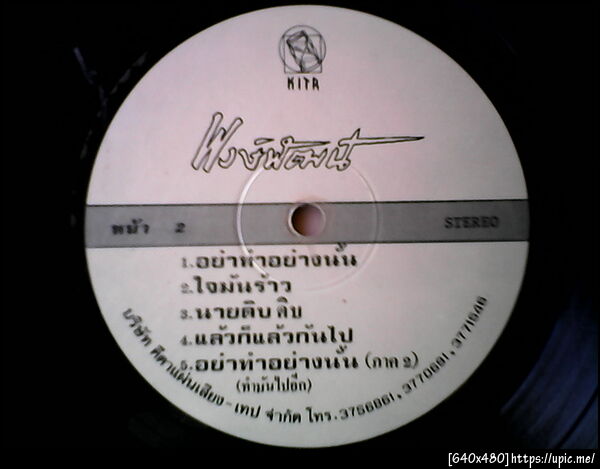 KITA
พงษ์พัฒน์
หน้า 2 STEREO
1.อย่าทำอย่างนั้น
2.ใจมันร้าว
3.นายดิบ ดิบ
4.แล้วก็แล้วกันไป
5.อย่าทำอย่างนั้น (ภาค 2)
(ทำมันไปอีก)
บริษัท คีตาแผ่นเสียง - เทป จำกัด โทร. 3756861, 3770691, 3771546
[640x480]https://upic.me/